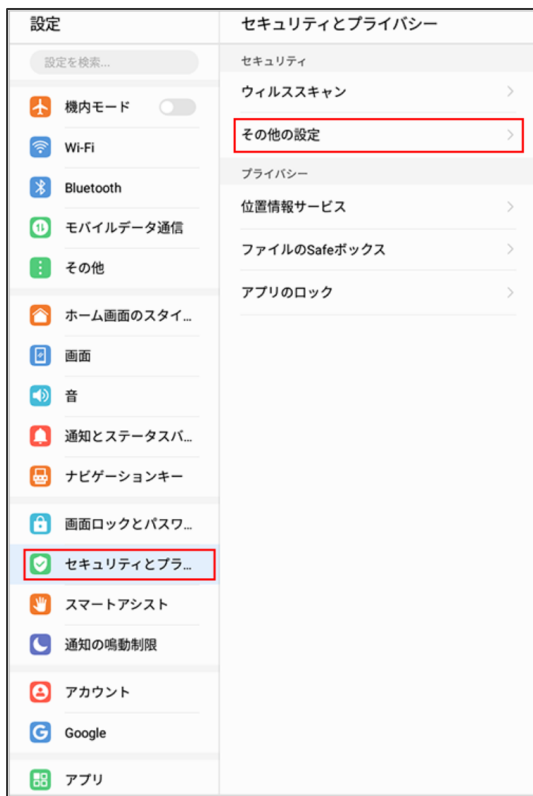 設定
設定を検索...
機内モード
Wi-Fi
Bluetooth
モバイルデータ通信
その他
ホーム画面のスタイ...
画面
音
通知とステータスバ...
ナビゲーションキー
画面ロックとパスワ...
セキュリティとプラ...
スマートアシスト
通知の鳴動制限
アカウント
Google
アプリ
セキュリティとプライバシー
セキュリティ
ウィルススキャン
その他の設定
プライバシー
位置情報サービス
ファイルのSafeボックス
アプリのロック